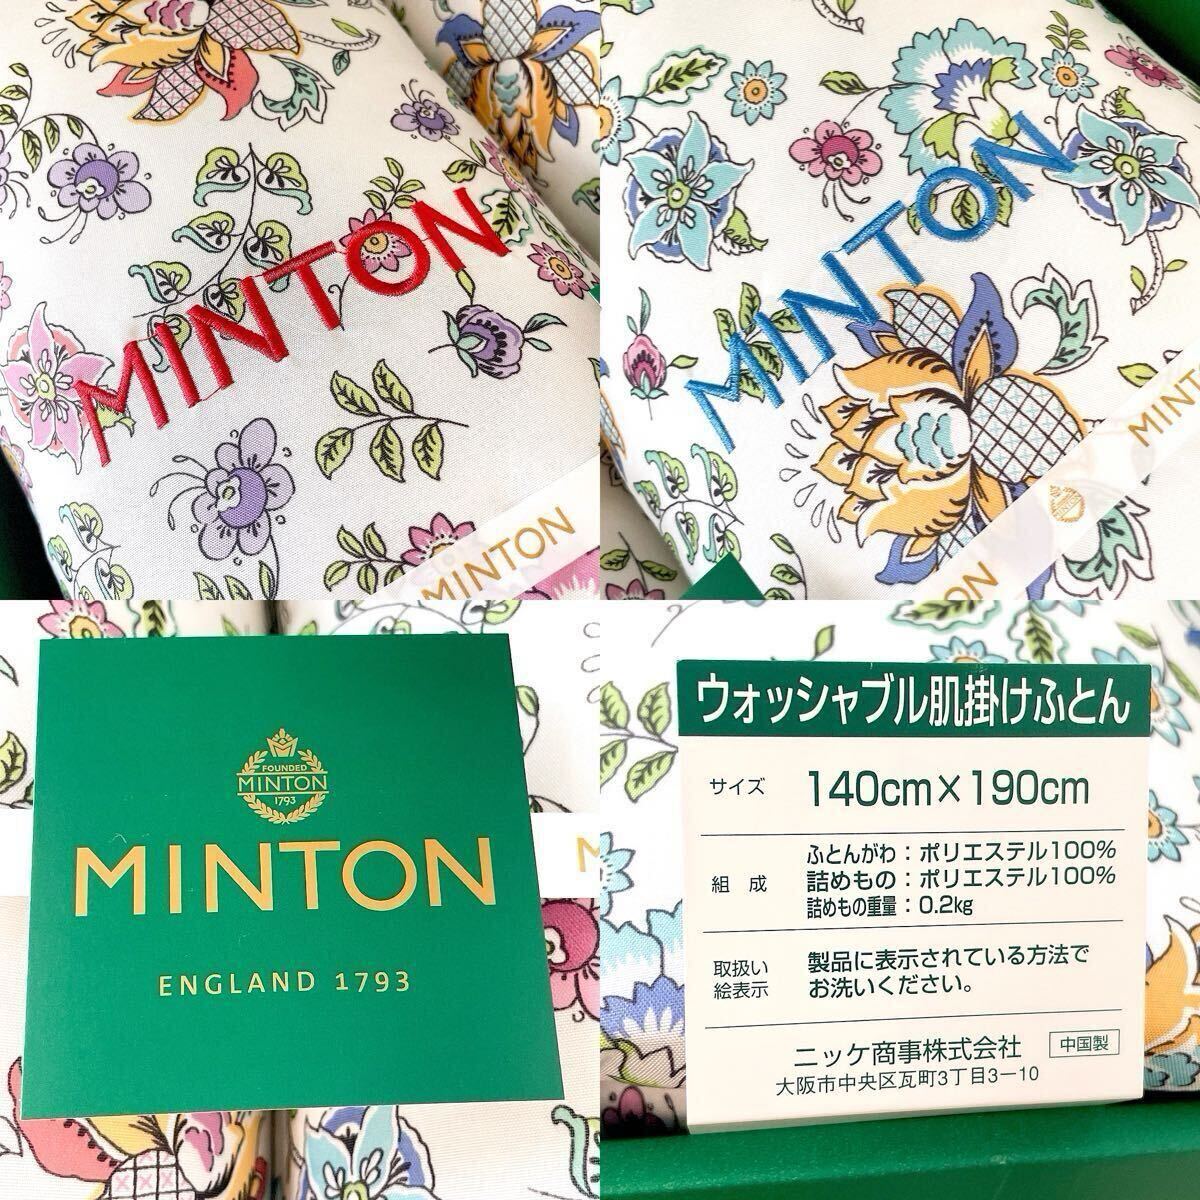 MINTON
MINTON
MINTON
MINTO
ON
FOUNDED
MINTON
1793
MINTON
ENGLAND 1793
ウォッシャブル肌掛けふとん
サイズ 140cm×190cm
組成 ふとんがわ：ポリエステル100%
詰めもの：ポリエステル100%
詰めもの重量：0.2kg
取扱い 製品に表示されている方法で
絵表示 お洗いください。
ニッケ商事株式会社 中国製
大阪市中央区瓦町3丁目3−10